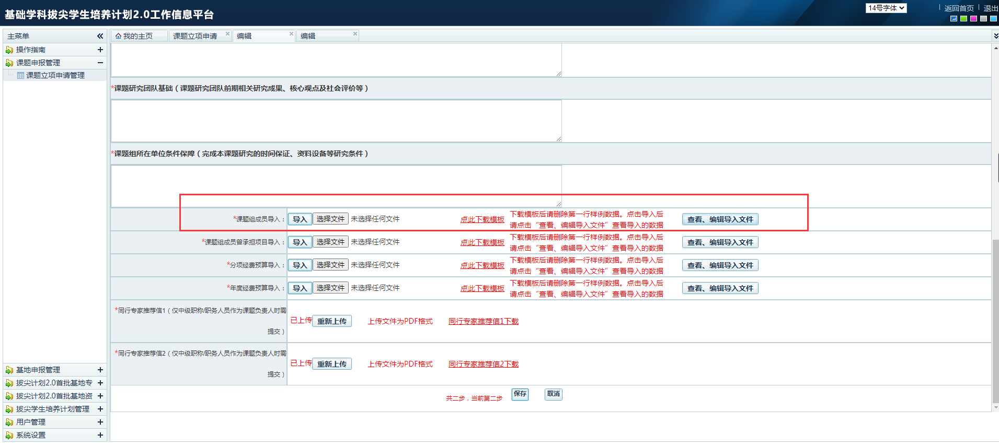 基础学科拔尖学生培养计划2.0工作信息平台
14号字体
返回首页
退出
主菜单
操作指南
课题申报管理
课题立项申请管理
基地申报管理
拔尖计划2.0首批基地专
拔尖计划2.0首批基地资
拔尖学生培养计划管理
用户管理
系统设置
我的主页
课题立项申请
编辑
编辑
*课题研究团队基础（课题研究团队前期相关研究成果、核心观点及社会评价等）
*课题组所在单位条件保障（完成本课题研究的时间保证、资料设备等研究条件）
*课题组成员导入：
导入
选择文件 未选择任何文件
点此下载模板
下载模板后请删除第一行样例数据。点击导入后
请点击“查看、编辑导入文件”查看导入的数据
查看、编辑导入文件
*课题组成员曾承担项目导入：
导入
选择文件 未选择任何文件
点此下载模板
下载模板后请删除第一行样例数据。点击导入后
请点击“查看、编辑导入文件”查看导入的数据
查看、编辑导入文件
*分项经费预算导入：
导入
选择文件 未选择任何文件
点此下载模板
下载模板后请删除第一行样例数据。点击导入后
请点击“查看、编辑导入文件”查看导入的数据
查看、编辑导入文件
*年度经费预算导入：
导入
选择文件 未选择任何文件
点此下载模板
下载模板后请删除第一行样例数据。点击导入后
请点击“查看、编辑导入文件”查看导入的数据
查看、编辑导入文件
*同行专家推荐信1（仅中级职称/职务人员作为课题负责人时需
提交）
已上传
重新上传
上传文件为PDF格式
同行专家推荐信1下载
*同行专家推荐信2（仅中级职称/职务人员作为课题负责人时需
提交）
已上传
重新上传
上传文件为PDF格式
同行专家推荐信2下载
共二步，当前第二步
保存
取消